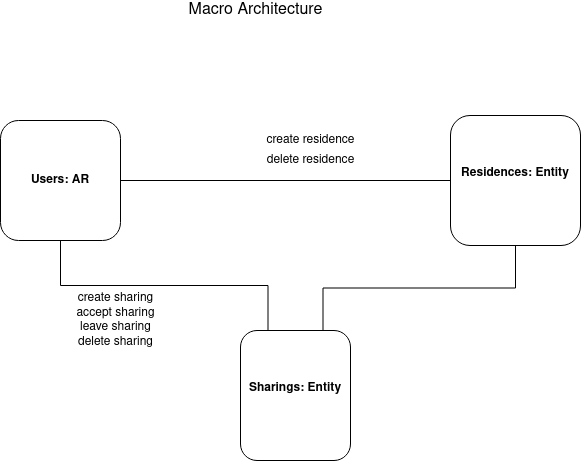 Macro Architecture
create residence
delete residence
Users: AR
Residences: Entity
create sharing
accept sharing
leave sharing
delete sharing
Sharings: Entity